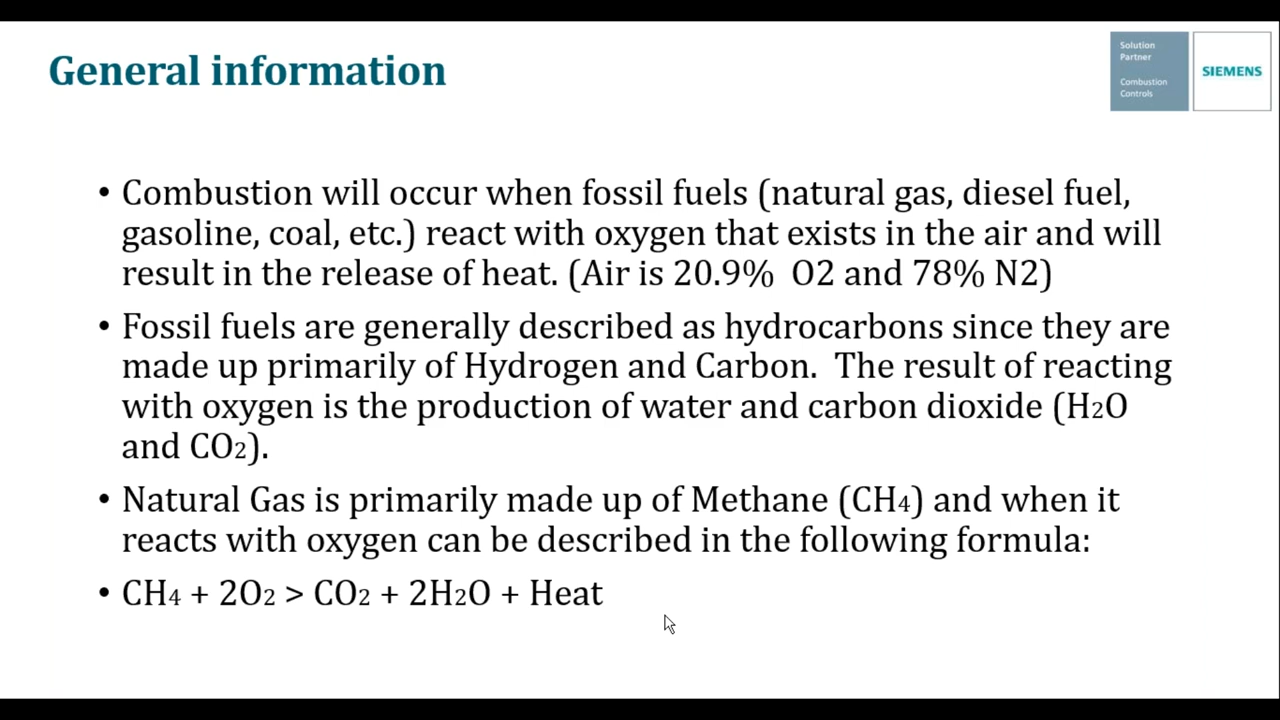 General information
Solution
Partner
Combustion
Controls
SIEMENS
• Combustion will occur when fossil fuels (natural gas, diesel fuel,
gasoline, coal, etc.) react with oxygen that exists in the air and will
result in the release of heat. (Air is 20.9%  O2 and 78% N2)
• Fossil fuels are generally described as hydrocarbons since they are
made up primarily of Hydrogen and Carbon.  The result of reacting
with oxygen is the production of water and carbon dioxide (H2O
and CO2).
• Natural Gas is primarily made up of Methane (CH4) and when it
reacts with oxygen can be described in the following formula:
• CH4 + 2O2 > CO2 + 2H2O + Heat